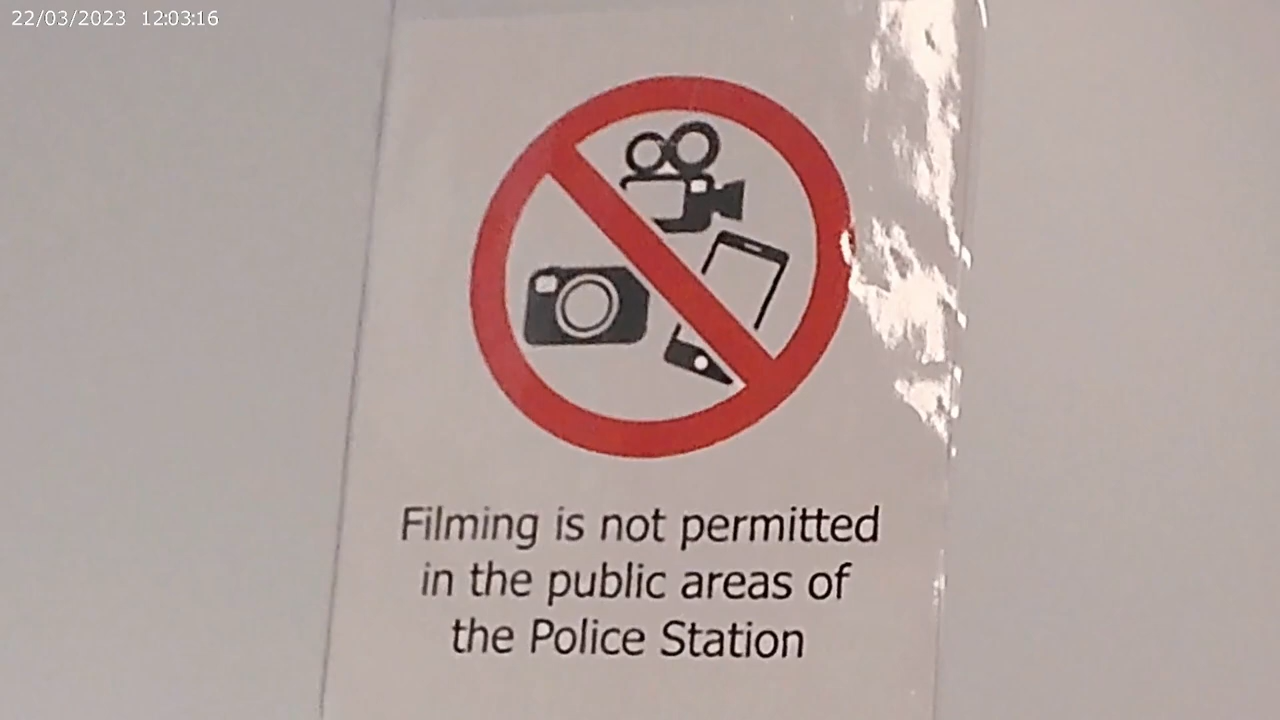 22/03/2023 12:03:16
Filming is not permitted
in the public areas of
the Police Station